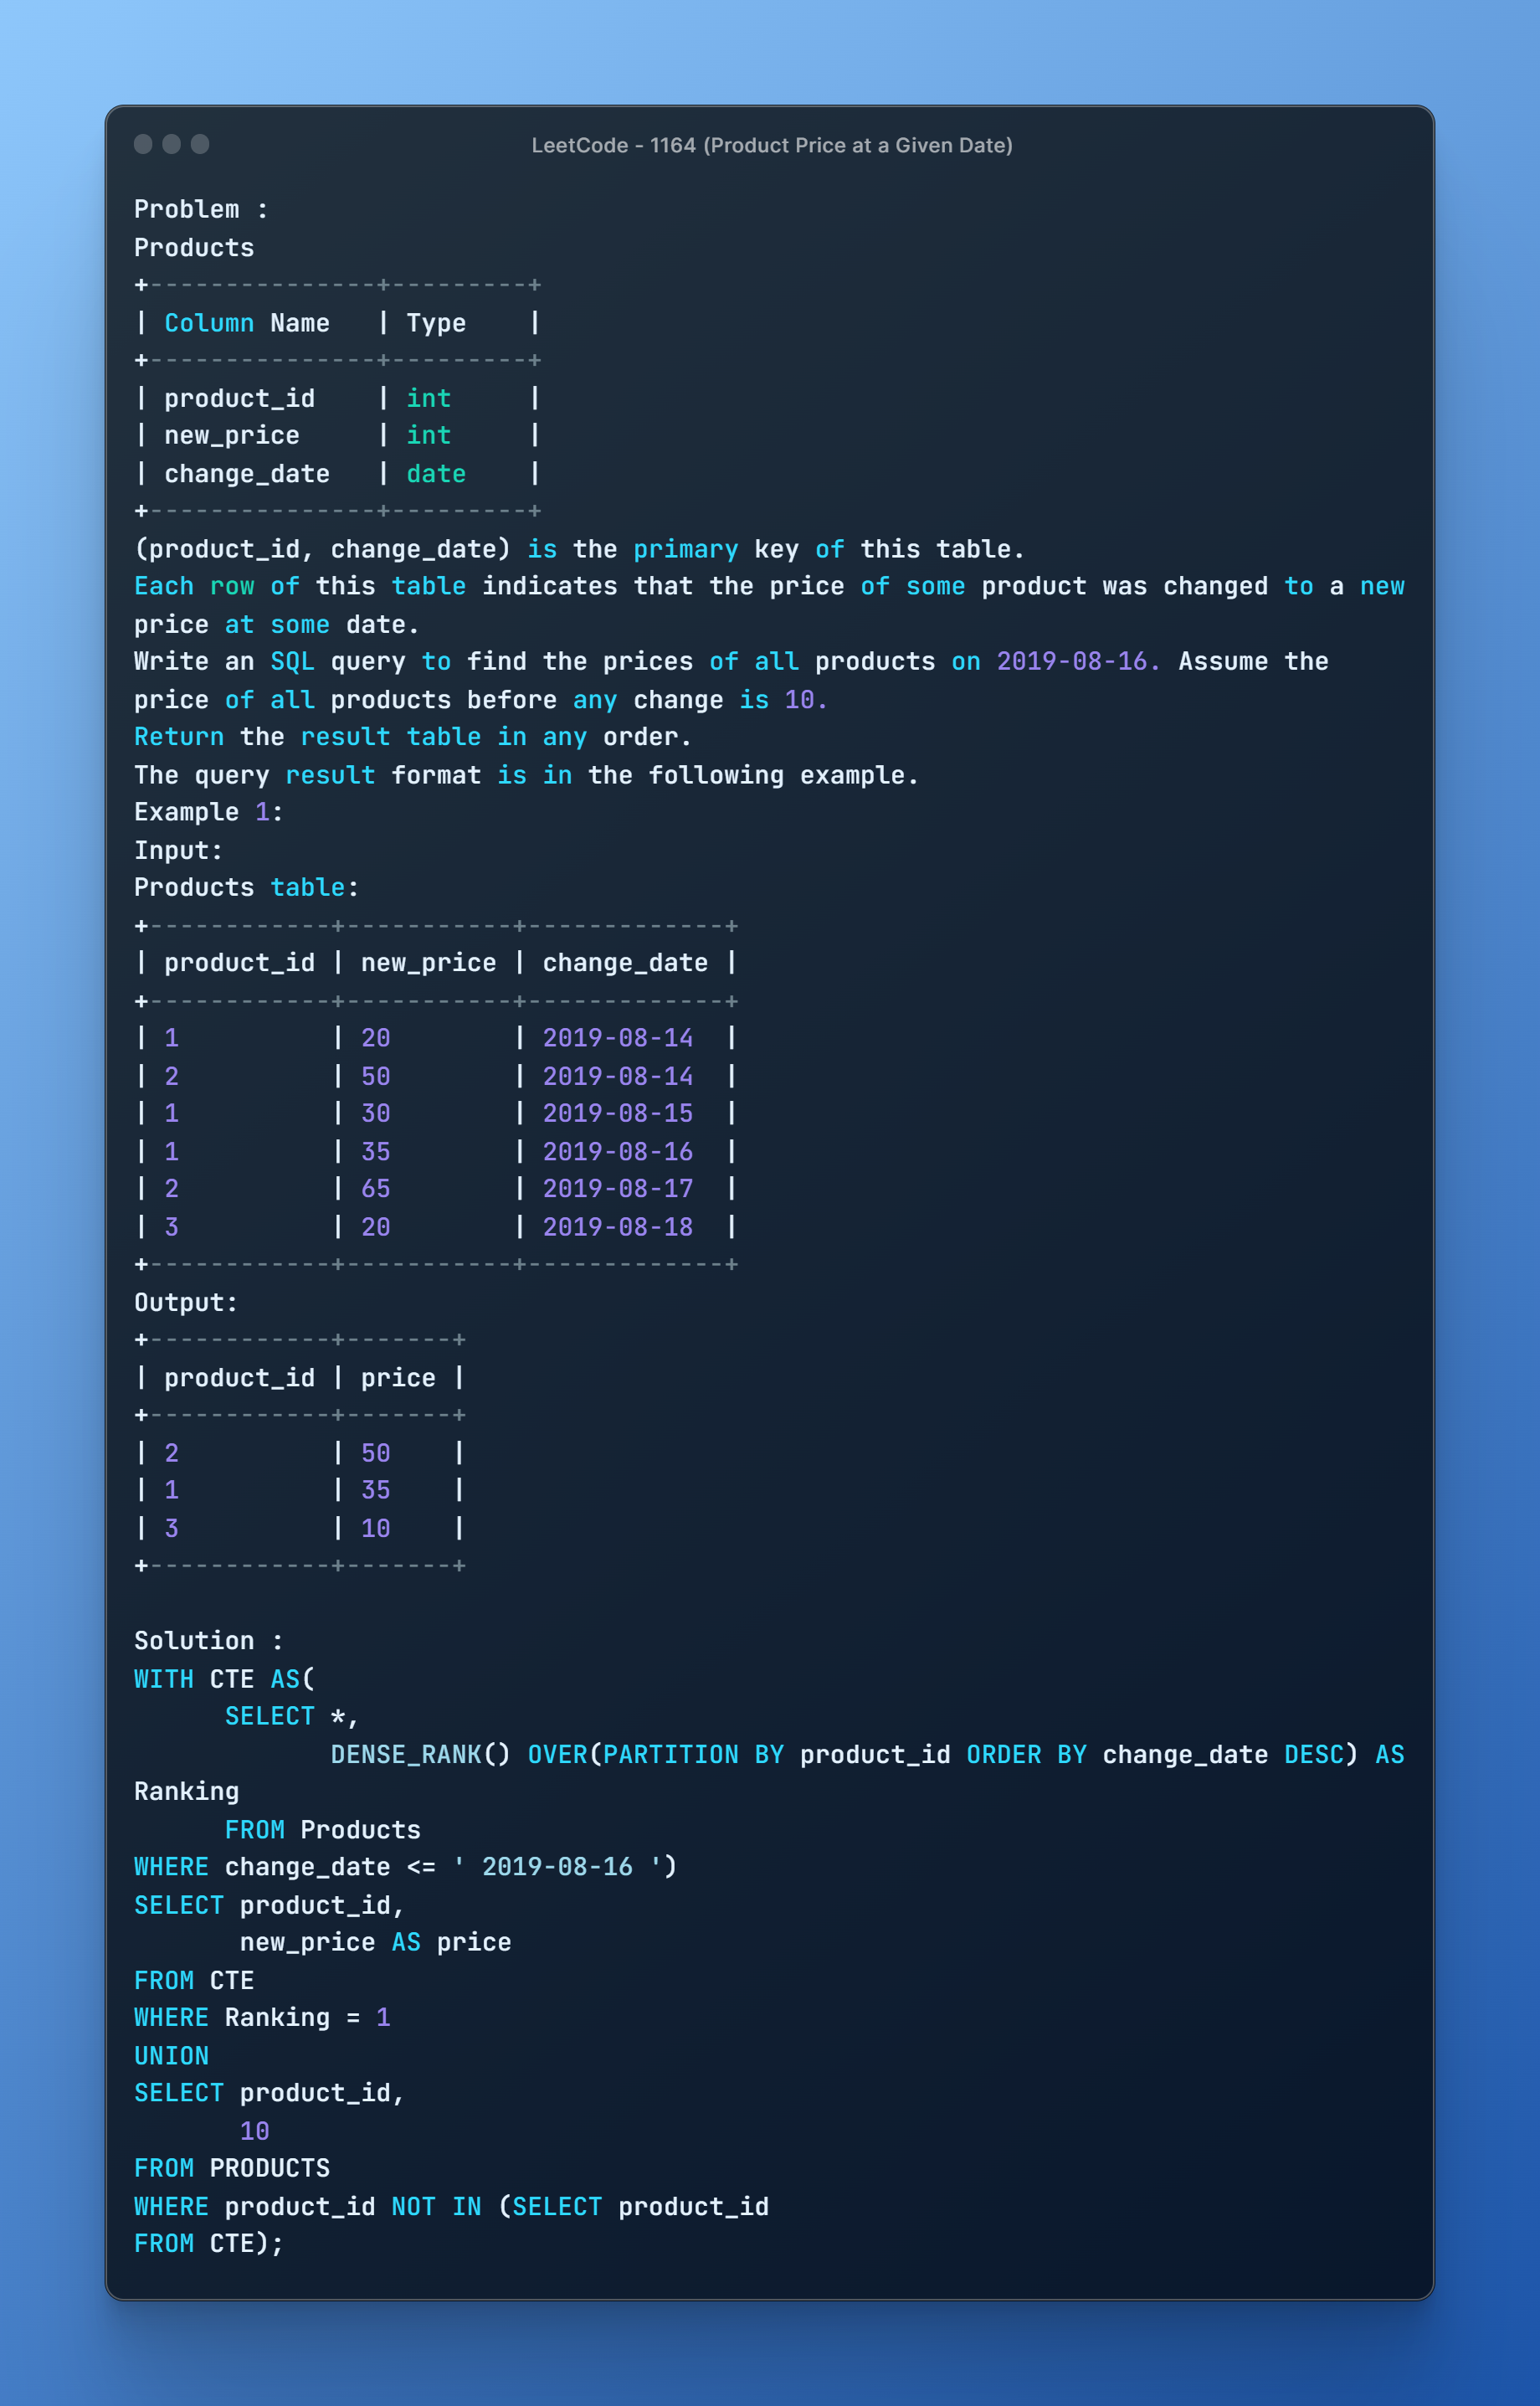 LeetCode - 1164 (Product Price at a Given Date)
Problem :
Products
+---------------+---------+
| Column Name   | Type    |
+---------------+---------+
| product_id    | int     |
| new_price     | int     |
| change_date   | date    |
+---------------+---------+
(product_id, change_date) is the primary key of this table.
Each row of this table indicates that the price of some product was changed to a new
price at some date.
Write an SQL query to find the prices of all products on 2019-08-16. Assume the
price of all products before any change is 10.
Return the result table in any order.
The query result format is in the following example.
Example 1:
Input:
Products table:
+------------+-----------+-------------+
| product_id | new_price | change_date |
+------------+-----------+-------------+
| 1          | 20        | 2019-08-14  |
| 2          | 50        | 2019-08-14  |
| 1          | 30        | 2019-08-15  |
| 1          | 35        | 2019-08-16  |
| 2          | 65        | 2019-08-17  |
| 3          | 20        | 2019-08-18  |
+------------+-----------+-------------+
Output:
+------------+-------+
| product_id | price |
+------------+-------+
| 2          | 50    |
| 1          | 35    |
| 3          | 10    |
+------------+-------+

Solution :
WITH CTE AS(
      SELECT *,
             DENSE_RANK() OVER(PARTITION BY product_id ORDER BY change_date DESC) AS
Ranking
      FROM Products
WHERE change_date <= ' 2019-08-16 ')
SELECT product_id,
       new_price AS price
FROM CTE
WHERE Ranking = 1
UNION
SELECT product_id,
       10
FROM PRODUCTS
WHERE product_id NOT IN (SELECT product_id
FROM CTE);